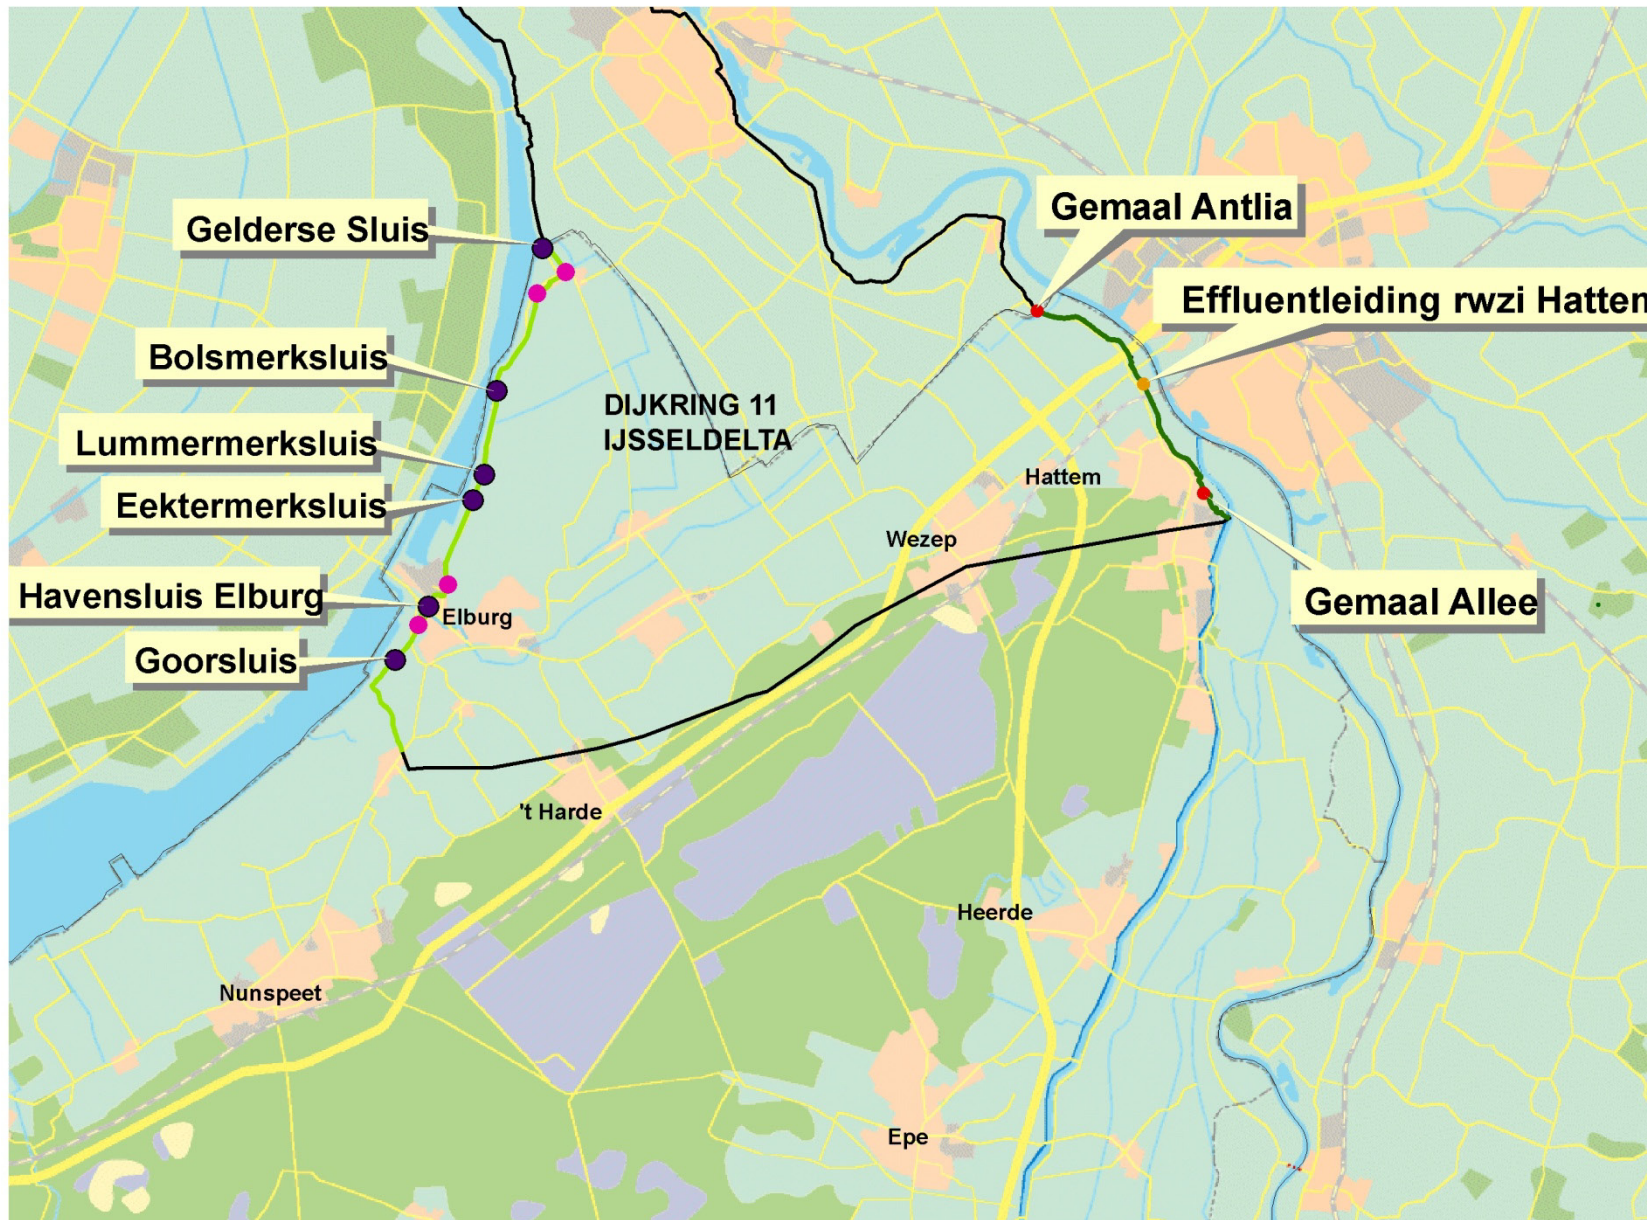 Gemaal Antlia
Gelderse Sluis
Effluentleiding rwzi Hatten
Bolsmerksluis
DIJKRING 11
IJSSELDELTA
Lummermerksluis
Hattem
Eektermerksluis
Wezep
Havensluis Elburg
Elburg
Gemaal Allee
Goorsluis
't Harde
Heerde
Nunspeet
Epe